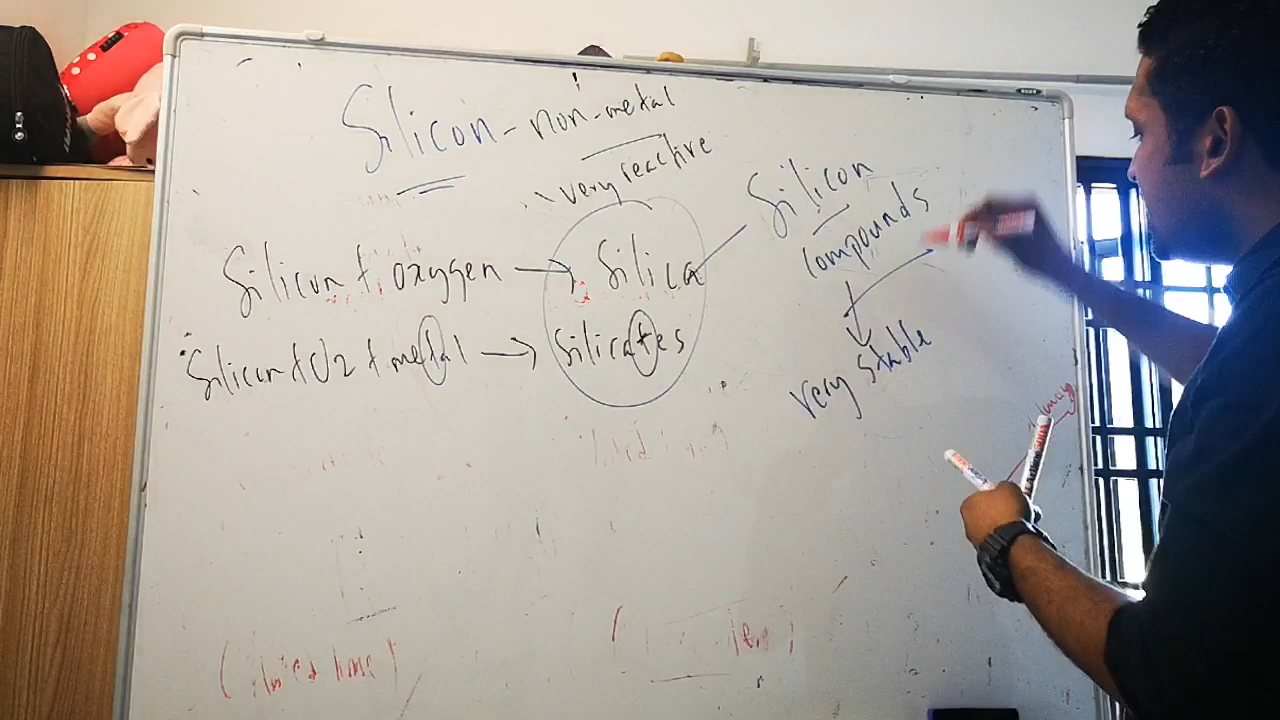 Silicon - non-metal
very reactive
Silicon + oxygen → Silica
Silicon + O2 + metal → Silicates
Silicon
compounds
very stable